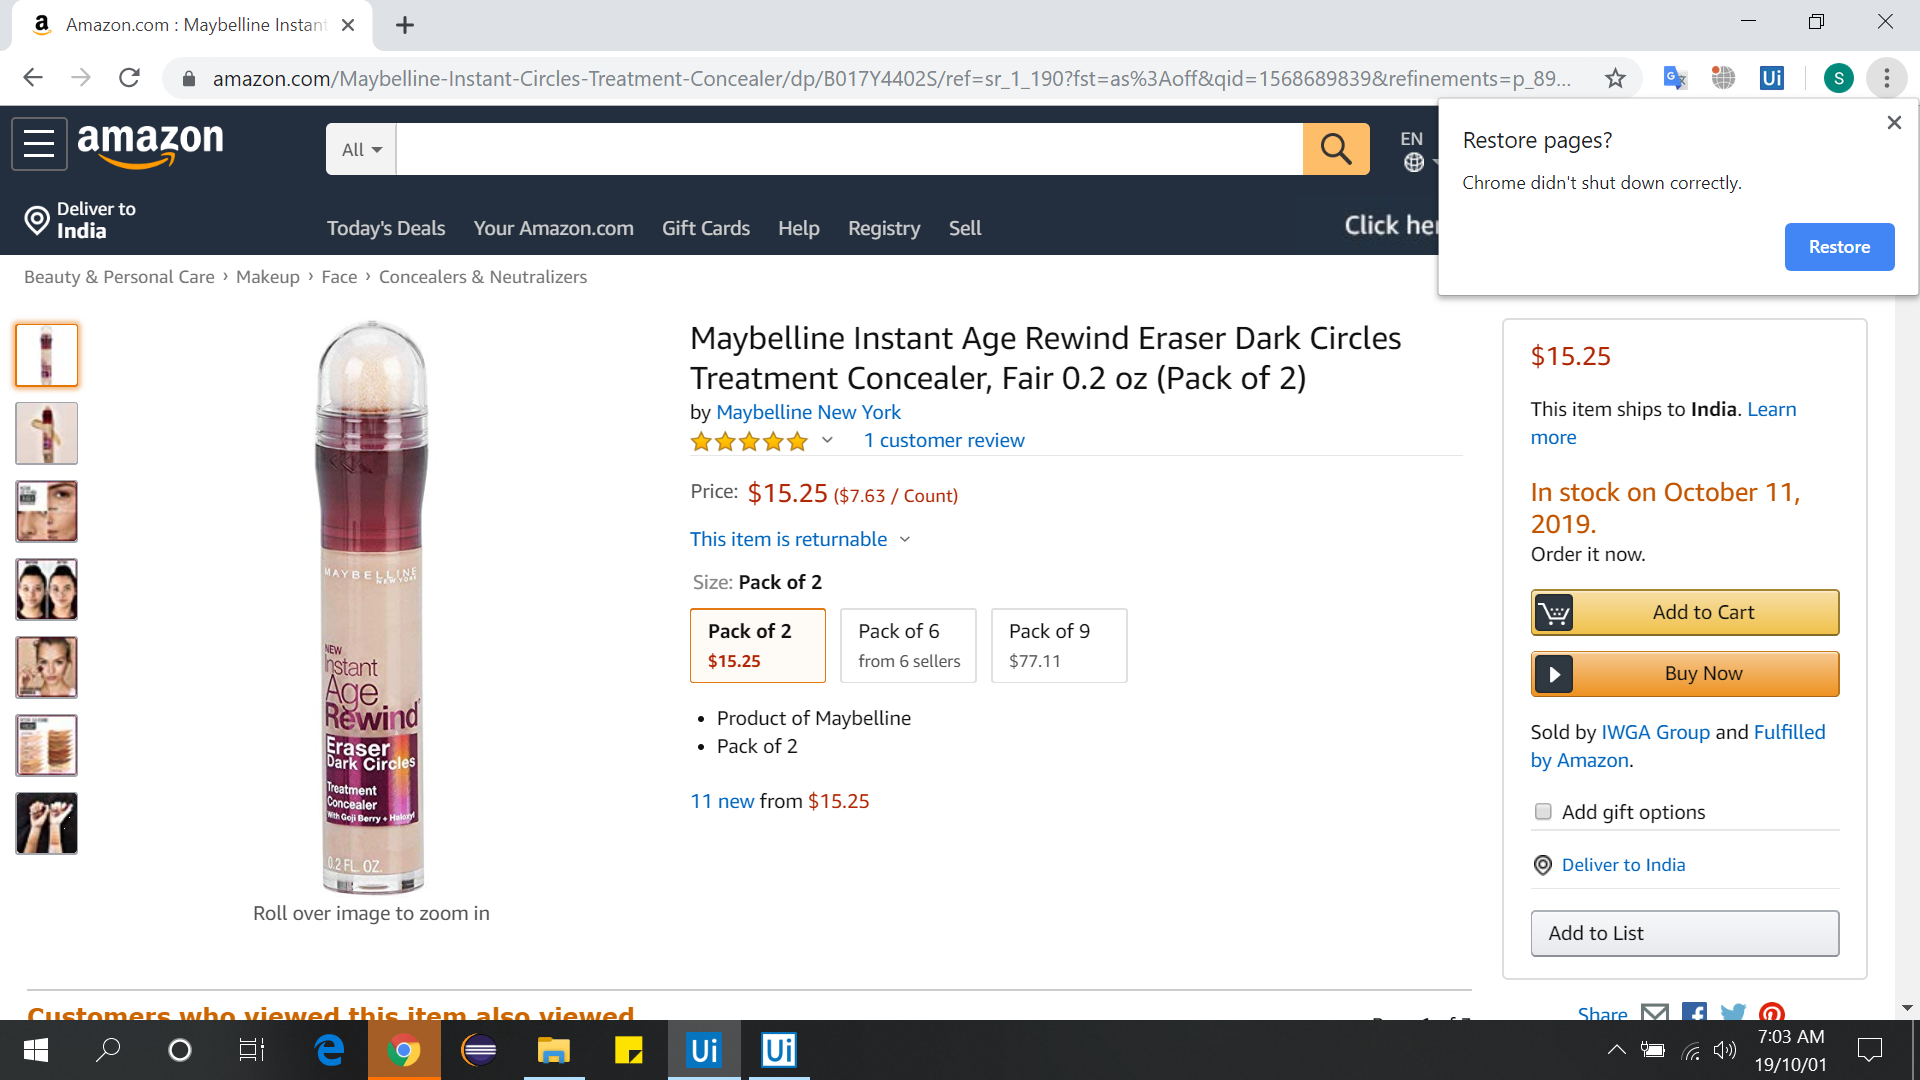 Amazon.com : Maybelline Instant
amazon.com/Maybelline-Instant-Circles-Treatment-Concealer/dp/B017Y4402S/ref=sr_1_190?fst=as%3Aoff&qid=1568689839&refinements=p_89...
S
Restore pages?
Chrome didn't shut down correctly.
Restore
amazon
All
EN
Deliver to
India
Today's Deals
Your Amazon.com
Gift Cards
Help
Registry
Sell
Click
Beauty & Personal Care › Makeup › Face › Concealers & Neutralizers
MAYBELLINE
NEW YORK
NEW
Instant
Age
Rewind
Eraser
Dark Circles
Treatment
Concealer
With Goji Berry + Haloxyl
0.2 FL. OZ.
Roll over image to zoom in
Maybelline Instant Age Rewind Eraser Dark Circles
Treatment Concealer, Fair 0.2 oz (Pack of 2)
by Maybelline New York
1 customer review
Price: $15.25 ($7.63 / Count)
This item is returnable
Size: Pack of 2
Pack of 2
$15.25
Pack of 6
from 6 sellers
Pack of 9
$77.11
• Product of Maybelline
• Pack of 2
11 new from $15.25
$15.25
This item ships to India. Learn
more
In stock on October 11,
2019.
Order it now.
Add to Cart
Buy Now
Sold by IWGA Group and Fulfilled
by Amazon.
Add gift options
Deliver to India
Add to List
Customers who viewed this item also viewed
Share
Ui
Ui
7:03 AM
19/10/01